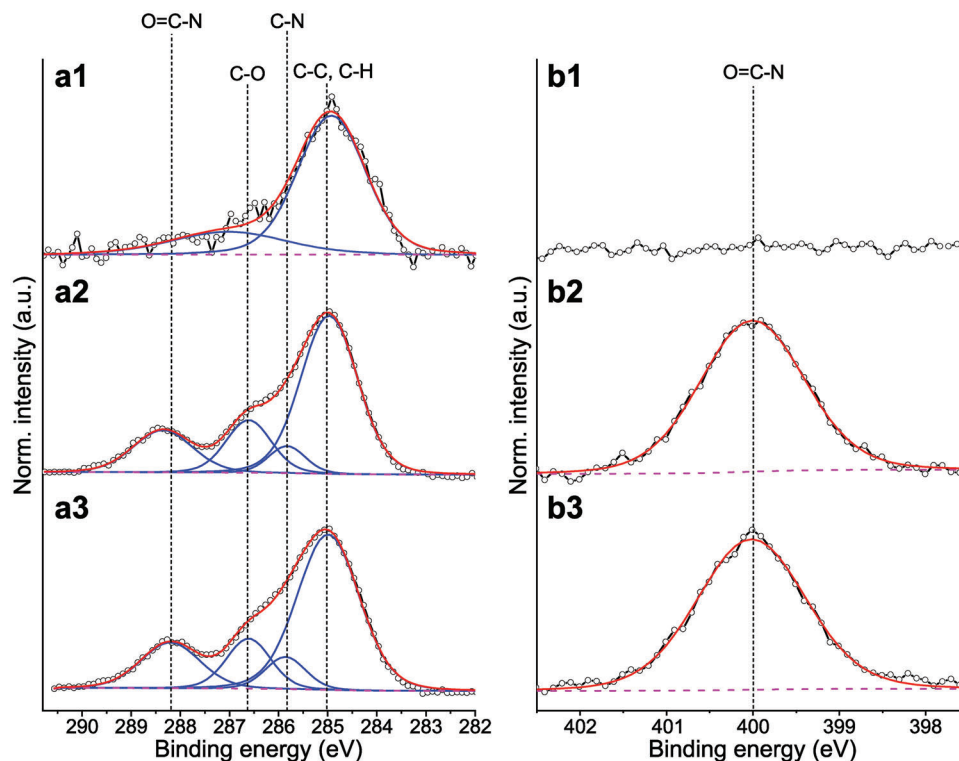 O=C-N C-N
C-O C-C, C-H
a1
a2
a3
Norm. intensity (a.u.)
290 289 288 287 286 285 284 283 282
Binding energy (eV)
O=C-N
b1
b2
b3
Norm. intensity (a.u.)
402 401 400 399 398
Binding energy (eV)